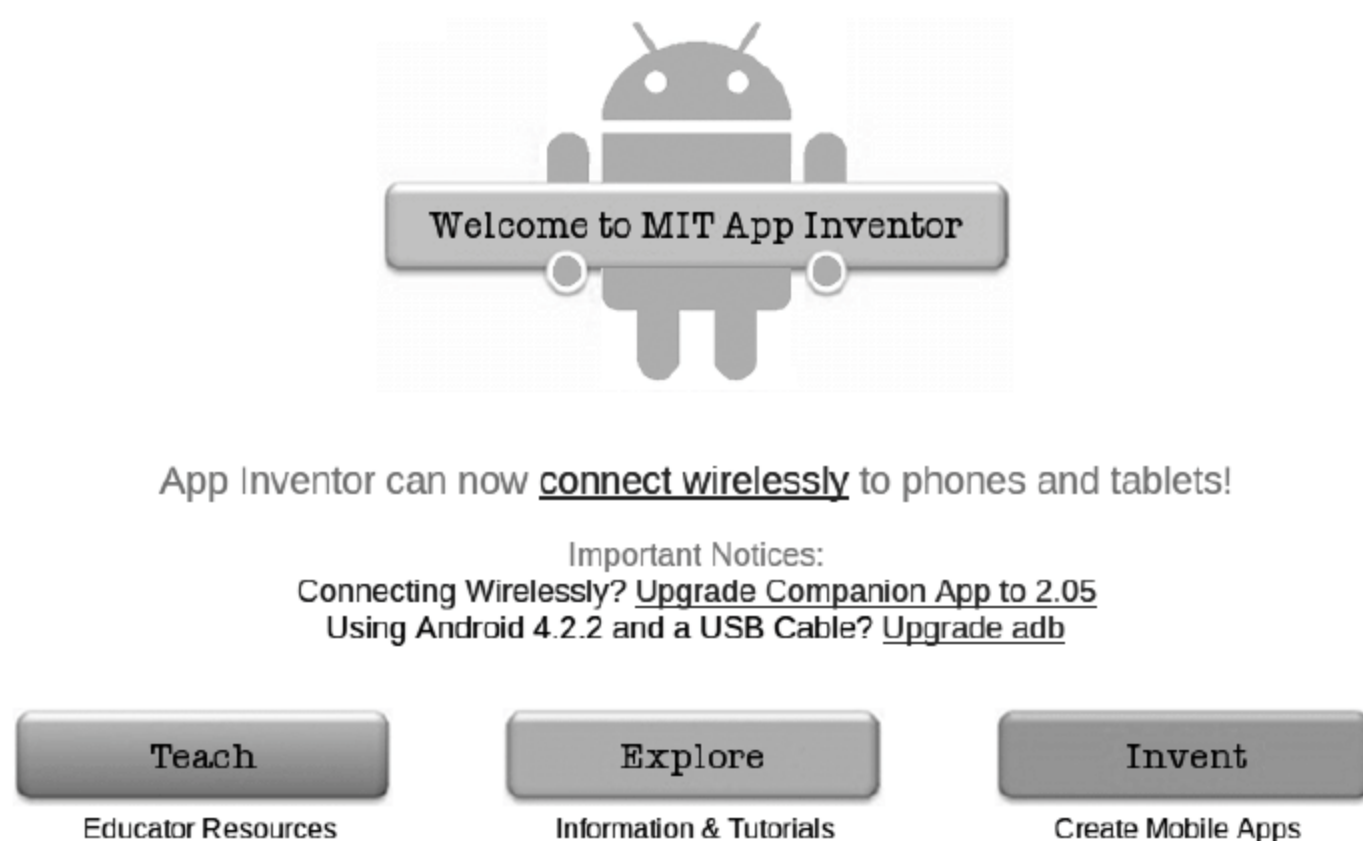 Welcome to MIT App Inventor
App Inventor can now connect wirelessly to phones and tablets!
Important Notices:
Connecting Wirelessly? Upgrade Companion App to 2.05
Using Android 4.2.2 and a USB Cable? Upgrade adb
Teach
Explore
Invent
Educator Resources
Information & Tutorials
Create Mobile Apps